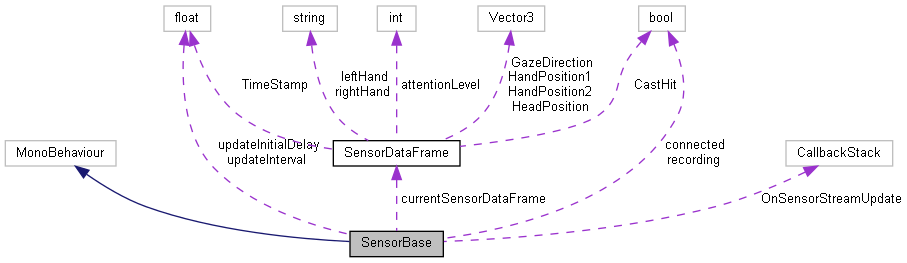 float
string
int
Vector3
bool
GazeDirection
HandPosition1
HandPosition2
HeadPosition
TimeStamp
leftHand
rightHand
attentionLevel
CastHit
MonoBehaviour
updateInitialDelay
updateInterval
SensorDataFrame
connected
recording
CallbackStack
currentSensorDataFrame
OnSensorStreamUpdate
SensorBase